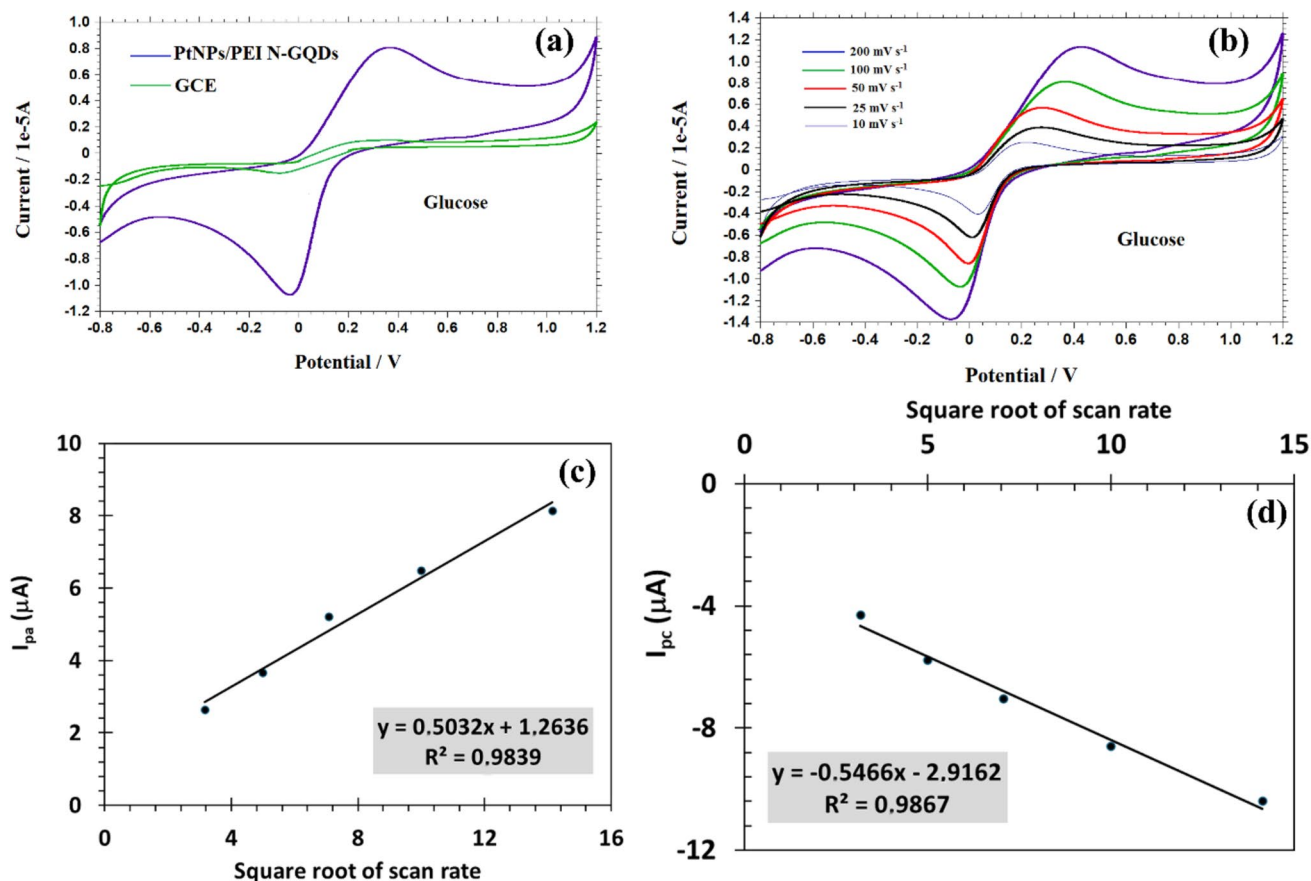 (a)
1.0
0.8
0.6
0.4
0.2
0
-0.2
-0.4
-0.6
-0.8
-1.0
-1.2
Current / 1e-5A
PtNPs/PEI N-GQDs
GCE
Glucose
-0.8 -0.6 -0.4 -0.2 0 0.2 0.4 0.6 0.8 1.0 1.2
Potential / V
(b)
1.4
1.2
1.0
0.8
0.6
0.4
0.2
0
-0.2
-0.4
-0.6
-0.8
-1.0
-1.2
-1.4
Current / 1e-5A
200 mV s-1
100 mV s-1
50 mV s-1
25 mV s-1
10 mV s-1
Glucose
-0.8 -0.6 -0.4 -0.2 0 0.2 0.4 0.6 0.8 1.0 1.2
Potential / V
(c)
10
8
6
4
2
0
Ipa (μA)
y = 0.5032x + 1.2636
R² = 0.9839
0 4 8 12 16
Square root of scan rate
Square root of scan rate
0 5 10 15
(d)
0
-4
-8
-12
Ipc (μA)
y = -0.5466x - 2.9162
R² = 0.9867